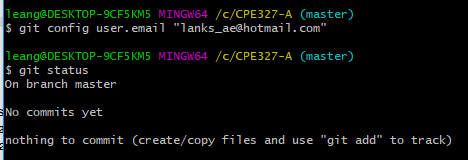 leang@DESKTOP-9CF5KM5 MINGW64 /c/CPE327-A (master)
$ git config user.email "lanks_ae@hotmail.com"
leang@DESKTOP-9CF5KM5 MINGW64 /c/CPE327-A (master)
$ git status
On branch master
No commits yet
nothing to commit (create/copy files and use "git add" to track)